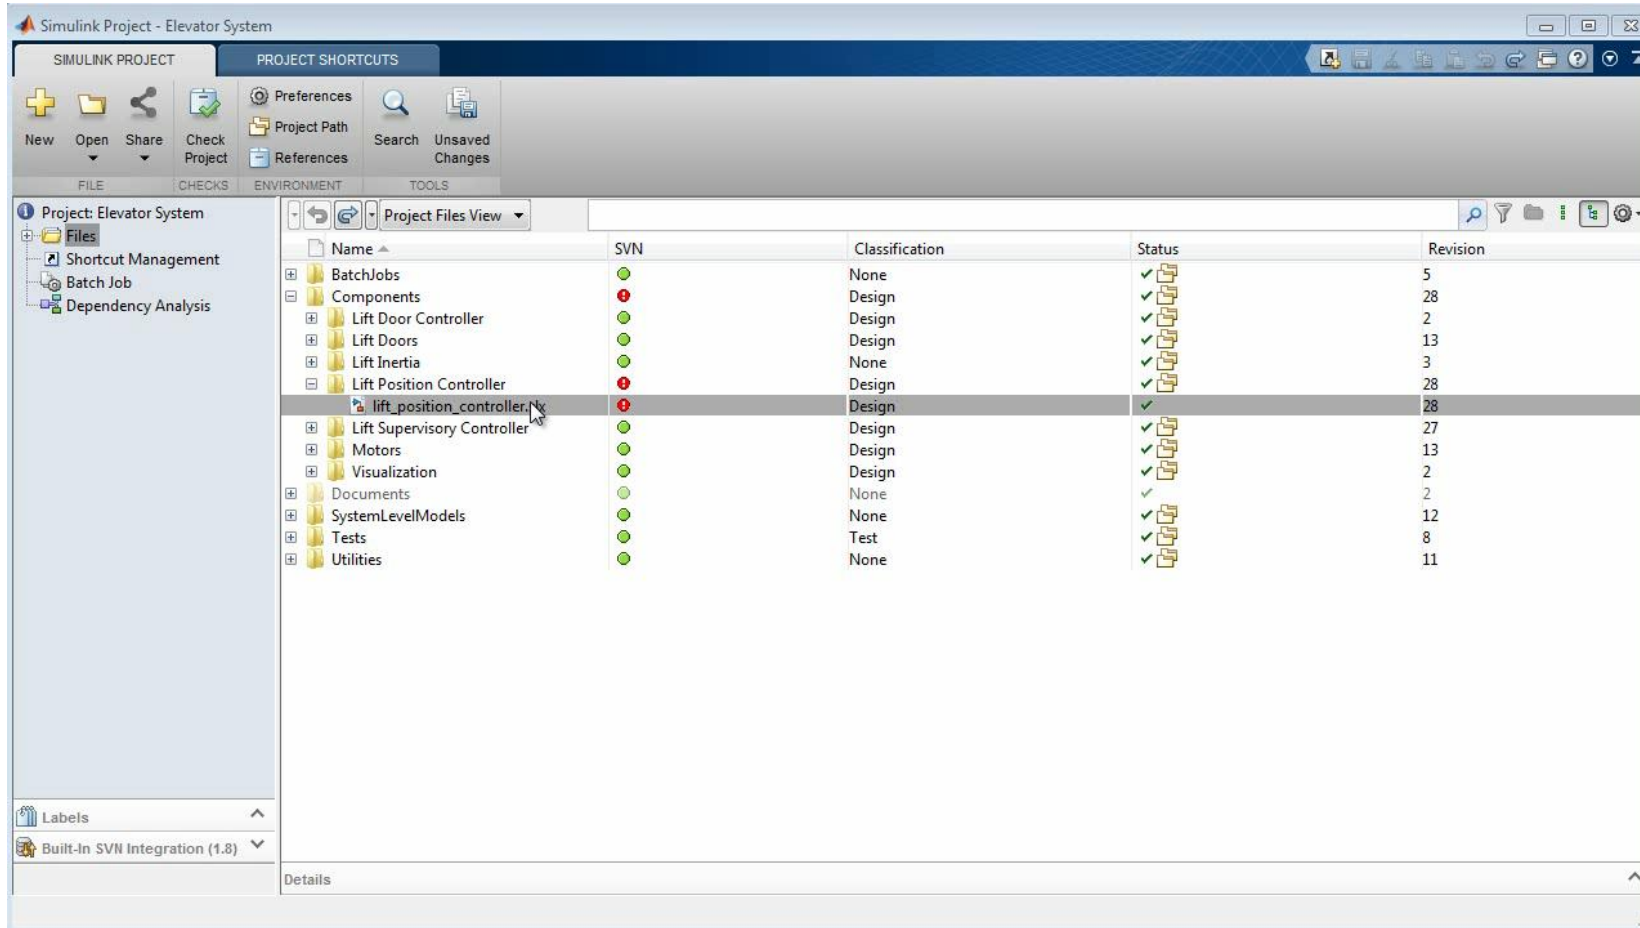 Simulink Project - Elevator System
SIMULINK PROJECT PROJECT SHORTCUTS
New Open Share Check Project Preferences Project Path References Search Unsaved Changes
FILE CHECKS ENVIRONMENT TOOLS
Project: Elevator System
Files
Shortcut Management
Batch Job
Dependency Analysis
Labels
Built-In SVN Integration (1.8)
Project Files View
Name SVN Classification Status Revision
BatchJobs None 5
Components Design 28
Lift Door Controller Design 2
Lift Doors Design 13
Lift Inertia None 3
Lift Position Controller Design 28
lift_position_controller. Design 28
Lift Supervisory Controller Design 27
Motors Design 13
Visualization Design 2
Documents None 2
SystemLevelModels None 12
Tests Test 8
Utilities None 11
Details